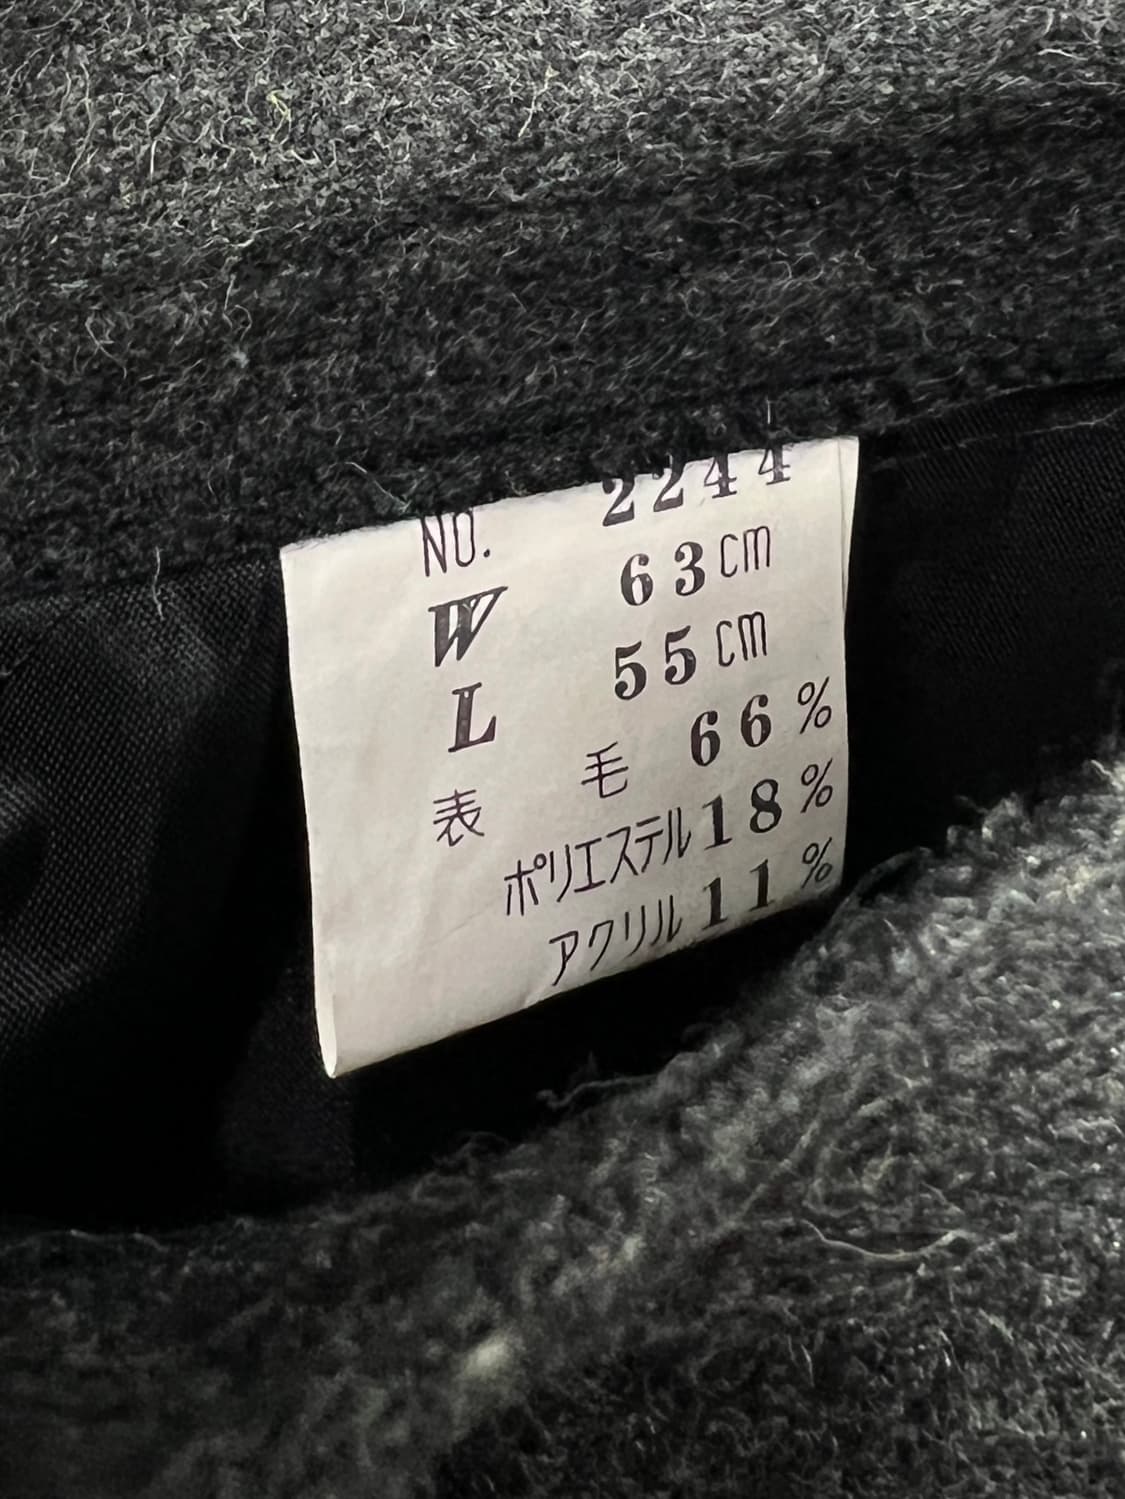 NO. 2244
W 63cm
L 55cm
表 毛 66%
ポリエステル18%
アクリル11%